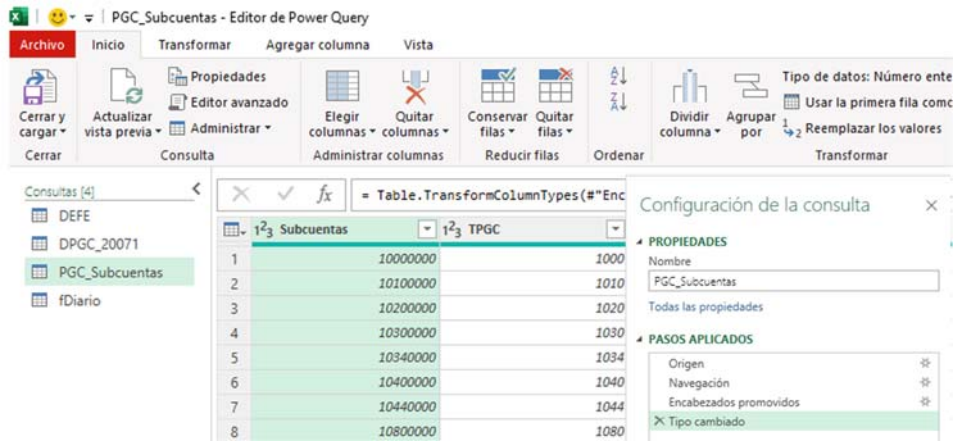 PGC_Subcuentas - Editor de Power Query
Archivo Inicio Transformar Agregar columna Vista
Cerrar y cargar
Actualizar vista previa
Propiedades
Editor avanzado
Administrar
Elegir columnas
Quitar columnas
Conservar filas
Quitar filas
Dividir columna
Agrupar por
Tipo de datos: Número ente
Usar la primera fila comc
Reemplazar los valores
Cerrar Consulta Administrar columnas Reducir filas Ordenar Transformar
Consultas [4]
DEFE
DPGC_20071
PGC_Subcuentas
fDiario
fx = Table.TransformColumnTypes(#"Enc
1²3 Subcuentas 1²3 TPGC
1 10000000 1000
2 10100000 1010
3 10200000 1020
4 10300000 1030
5 10340000 1034
6 10400000 1040
7 10440000 1044
8 10800000 1080
Configuración de la consulta
PROPIEDADES
Nombre
PGC_Subcuentas
Todas las propiedades
PASOS APLICADOS
Origen
Navegación
Encabezados promovidos
Tipo cambiado